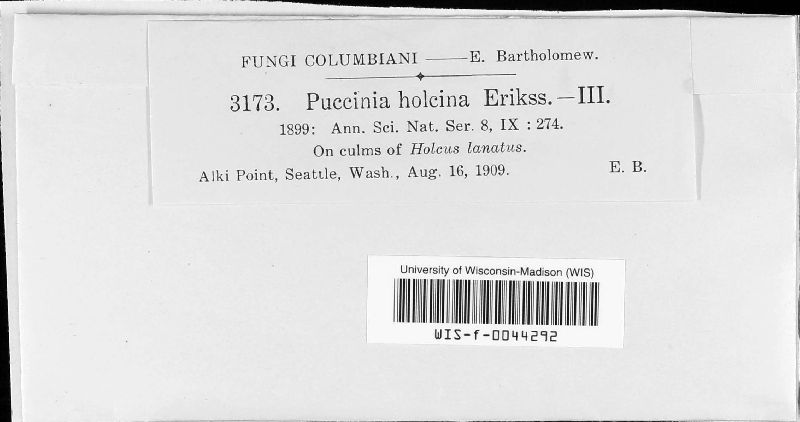 FUNGI COLUMBIANI —— E. Bartholomew.
3173. Puccinia holcina Erikss. — III.
1899: Ann. Sci. Nat. Ser. 8, IX : 274.
On culms of Holcus lanatus.
Alki Point, Seattle, Wash., Aug. 16, 1909. E. B.
University of Wisconsin-Madison (WIS)
WIS-f-0044292